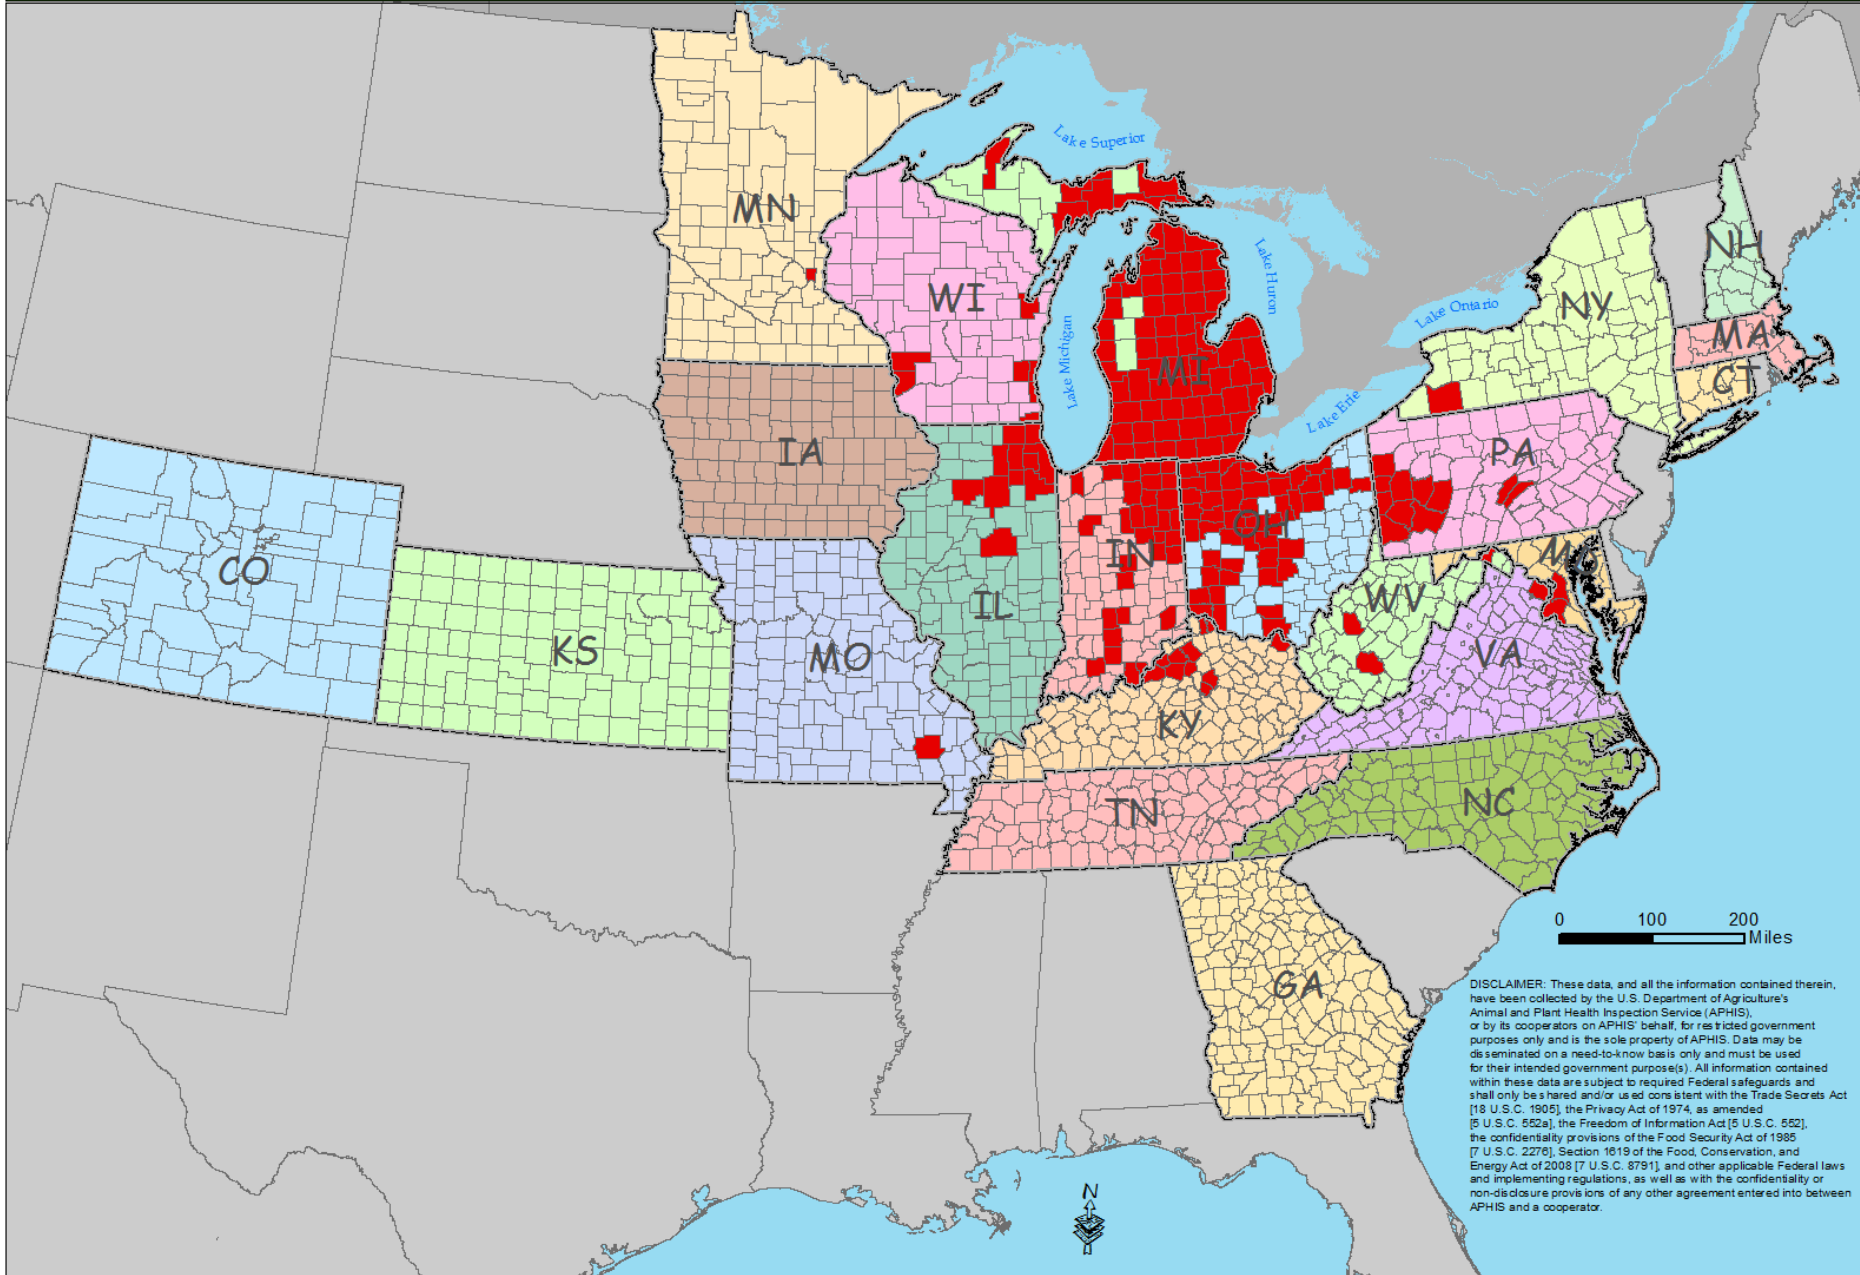 Lake Superior
MN
NH
Lake Huron
WI
NY
Lake Ontario
Lake Michigan
MA
MI
CT
Lake Erie
IA
PA
OH
IN
MD
CO
WV
IL
KS
MO
VA
KY
NC
TN
0 100 200
Miles
GA
DISCLAIMER: These data, and all the information contained therein,
have been collected by the U.S. Department of Agriculture's
Animal and Plant Health Inspection Service (APHIS),
or by its cooperators on APHIS' behalf, for restricted government
purposes only and is the sole property of APHIS. Data may be
disseminated on a need-to-know basis only and must be used
for their intended government purpose(s). All information contained
within these data are subject to required Federal safeguards and
shall only be shared and/or used consistent with the Trade Secrets Act
[18 U.S.C. 1905], the Privacy Act of 1974, as amended
[5 U.S.C. 552a], the Freedom of Information Act [5 U.S.C. 552],
the confidentiality provisions of the Food Security Act of 1985
[7 U.S.C. 2276], Section 1619 of the Food, Conservation, and
Energy Act of 2008 [7 U.S.C. 8791], and other applicable Federal laws
and implementing regulations, as well as with the confidentiality or
non-disclosure provisions of any other agreement entered into between
APHIS and a cooperator.
N